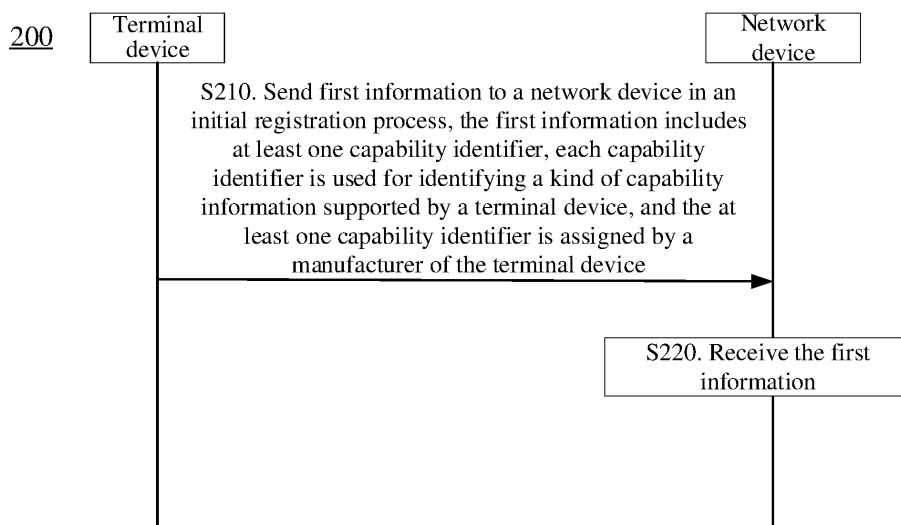 200
Terminal
device
Network
device
S210. Send first information to a network device in an
initial registration process, the first information includes
at least one capability identifier, each capability
identifier is used for identifying a kind of capability
information supported by a terminal device, and the at
least one capability identifier is assigned by a
manufacturer of the terminal device
S220. Receive the first
information